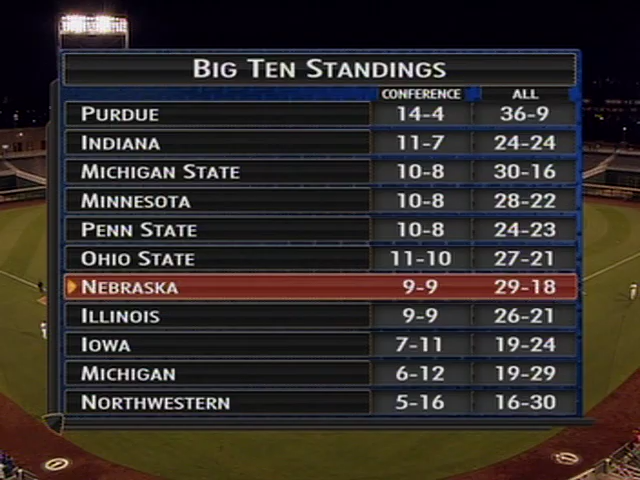 BIG TEN STANDINGS
CONFERENCE ALL
PURDUE 14-4 36-9
INDIANA 11-7 24-24
MICHIGAN STATE 10-8 30-16
MINNESOTA 10-8 28-22
PENN STATE 10-8 24-23
OHIO STATE 11-10 27-21
NEBRASKA 9-9 29-18
ILLINOIS 9-9 26-21
IOWA 7-11 19-24
MICHIGAN 6-12 19-29
NORTHWESTERN 5-16 16-30